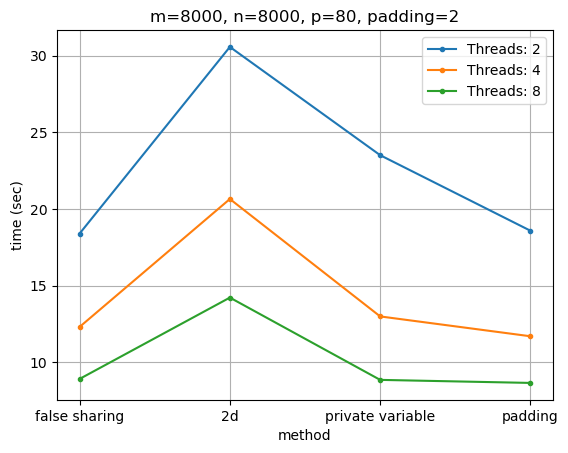 m=8000, n=8000, p=80, padding=2
Threads: 2
Threads: 4
Threads: 8
30
25
20
15
10
time (sec)
false sharing
2d
private variable
padding
method